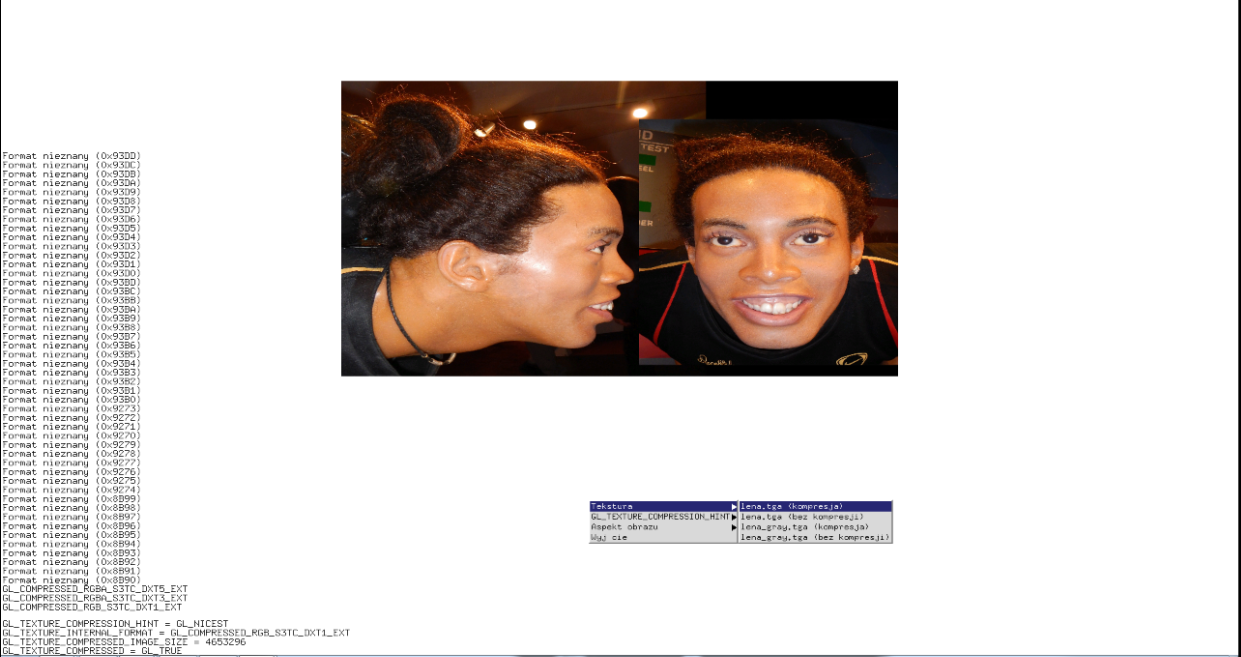 Format nieznany (0x93DD)
Format nieznany (0x93DC)
Format nieznany (0x93DB)
Format nieznany (0x93DA)
Format nieznany (0x93D9)
Format nieznany (0x93D8)
Format nieznany (0x93D7)
Format nieznany (0x93D6)
Format nieznany (0x93D5)
Format nieznany (0x93D4)
Format nieznany (0x93D3)
Format nieznany (0x93D2)
Format nieznany (0x93D1)
Format nieznany (0x93D0)
Format nieznany (0x93BD)
Format nieznany (0x93BC)
Format nieznany (0x93BB)
Format nieznany (0x93BA)
Format nieznany (0x93B9)
Format nieznany (0x93B8)
Format nieznany (0x93B7)
Format nieznany (0x93B6)
Format nieznany (0x93B5)
Format nieznany (0x93B4)
Format nieznany (0x93B3)
Format nieznany (0x93B2)
Format nieznany (0x93B1)
Format nieznany (0x93B0)
Format nieznany (0x9273)
Format nieznany (0x9272)
Format nieznany (0x9271)
Format nieznany (0x9270)
Format nieznany (0x9279)
Format nieznany (0x9278)
Format nieznany (0x9277)
Format nieznany (0x9276)
Format nieznany (0x9275)
Format nieznany (0x9274)
Format nieznany (0x8B99)
Format nieznany (0x8B98)
Format nieznany (0x8B97)
Format nieznany (0x8B96)
Format nieznany (0x8B95)
Format nieznany (0x8B94)
Format nieznany (0x8B93)
Format nieznany (0x8B92)
Format nieznany (0x8B91)
Format nieznany (0x8B90)
GL_COMPRESSED_RGBA_S3TC_DXT5_EXT
GL_COMPRESSED_RGBA_S3TC_DXT3_EXT
GL_COMPRESSED_RGB_S3TC_DXT1_EXT
GL_TEXTURE_COMPRESSION_HINT = GL_NICEST
GL_TEXTURE_INTERNAL_FORMAT = GL_COMPRESSED_RGB_S3TC_DXT1_EXT
GL_TEXTURE_COMPRESSED_IMAGE_SIZE = 4653296
GL_TEXTURE_COMPRESSED = GL_TRUE
D
TEST
EL
ER
Tekstura
GL_TEXTURE_COMPRESSION_HINT
Aspekt obrazu
Wyj cie
lena.tga (kompresja)
lena.tga (bez kompresji)
lena_gray.tga (kompresja)
lena_gray.tga (bez kompresji)